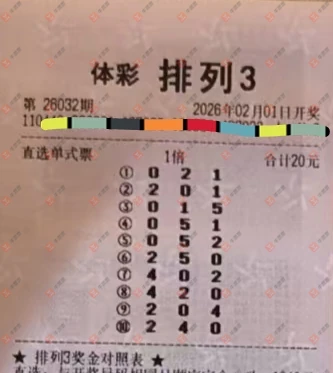 体彩 排列3
第 26032期 2026年02月01日开奖
直选单式票 1倍 合计20元
① 0 2 1
② 2 0 1
③ 0 1 5
④ 0 5 1
⑤ 0 5 2
⑥ 2 5 0
⑦ 4 0 2
⑧ 4 2 0
⑨ 2 0 4
⑩ 2 4 0
★ 排列3奖金对照表 ★